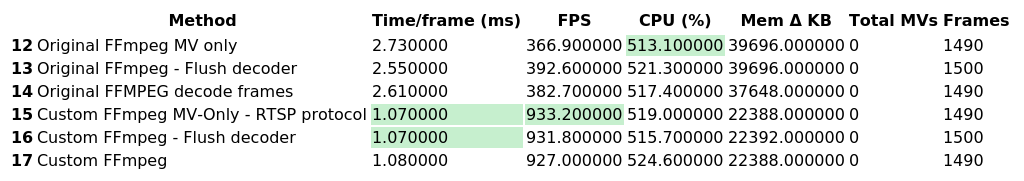 Method Time/frame (ms) FPS CPU (%) Mem Δ KB Total MVs Frames
12 Original FFmpeg MV only 2.730000 366.900000 513.100000 39696.000000 0 1490
13 Original FFmpeg - Flush decoder 2.550000 392.600000 521.300000 39696.000000 0 1500
14 Original FFMPEG decode frames 2.610000 382.700000 517.400000 37648.000000 0 1490
15 Custom FFmpeg MV-Only - RTSP protocol 1.070000 933.200000 519.000000 22388.000000 0 1490
16 Custom FFmpeg - Flush decoder 1.070000 931.800000 515.700000 22392.000000 0 1500
17 Custom FFmpeg 1.080000 927.000000 524.600000 22388.000000 0 1490